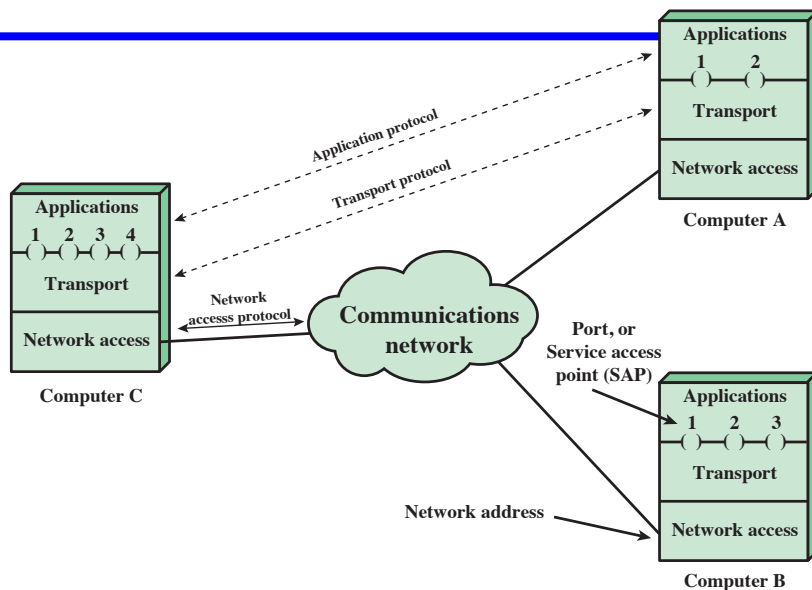 Applications
1 2
Transport
Network access
Computer A
Application protocol
Transport protocol
Applications
1 2 3 4
Transport
Network access
Computer C
Network
accesss protocol
Communications
network
Port, or
Service access
point (SAP)
Applications
1 2 3
Transport
Network access
Computer B
Network address